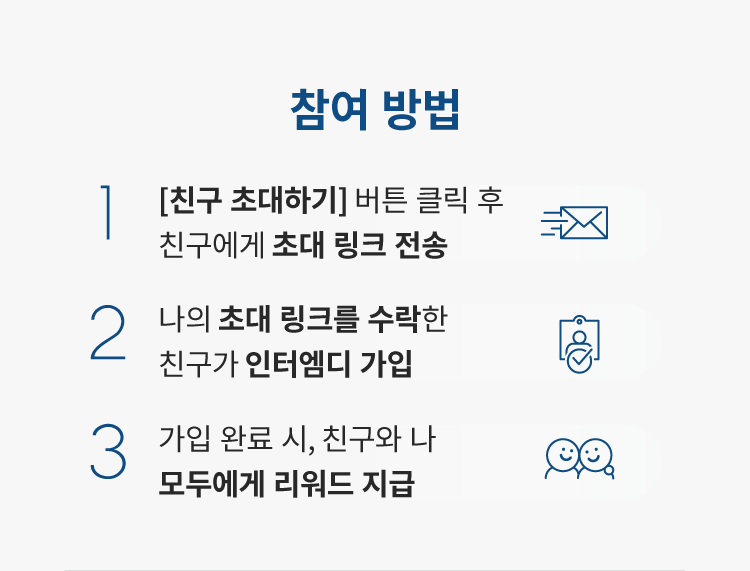 참여 방법
1
[친구 초대하기] 버튼 클릭 후
친구에게 초대 링크 전송
2
나의 초대 링크를 수락한
친구가 인터엠디 가입
3
가입 완료 시, 친구와 나
모두에게 리워드 지급